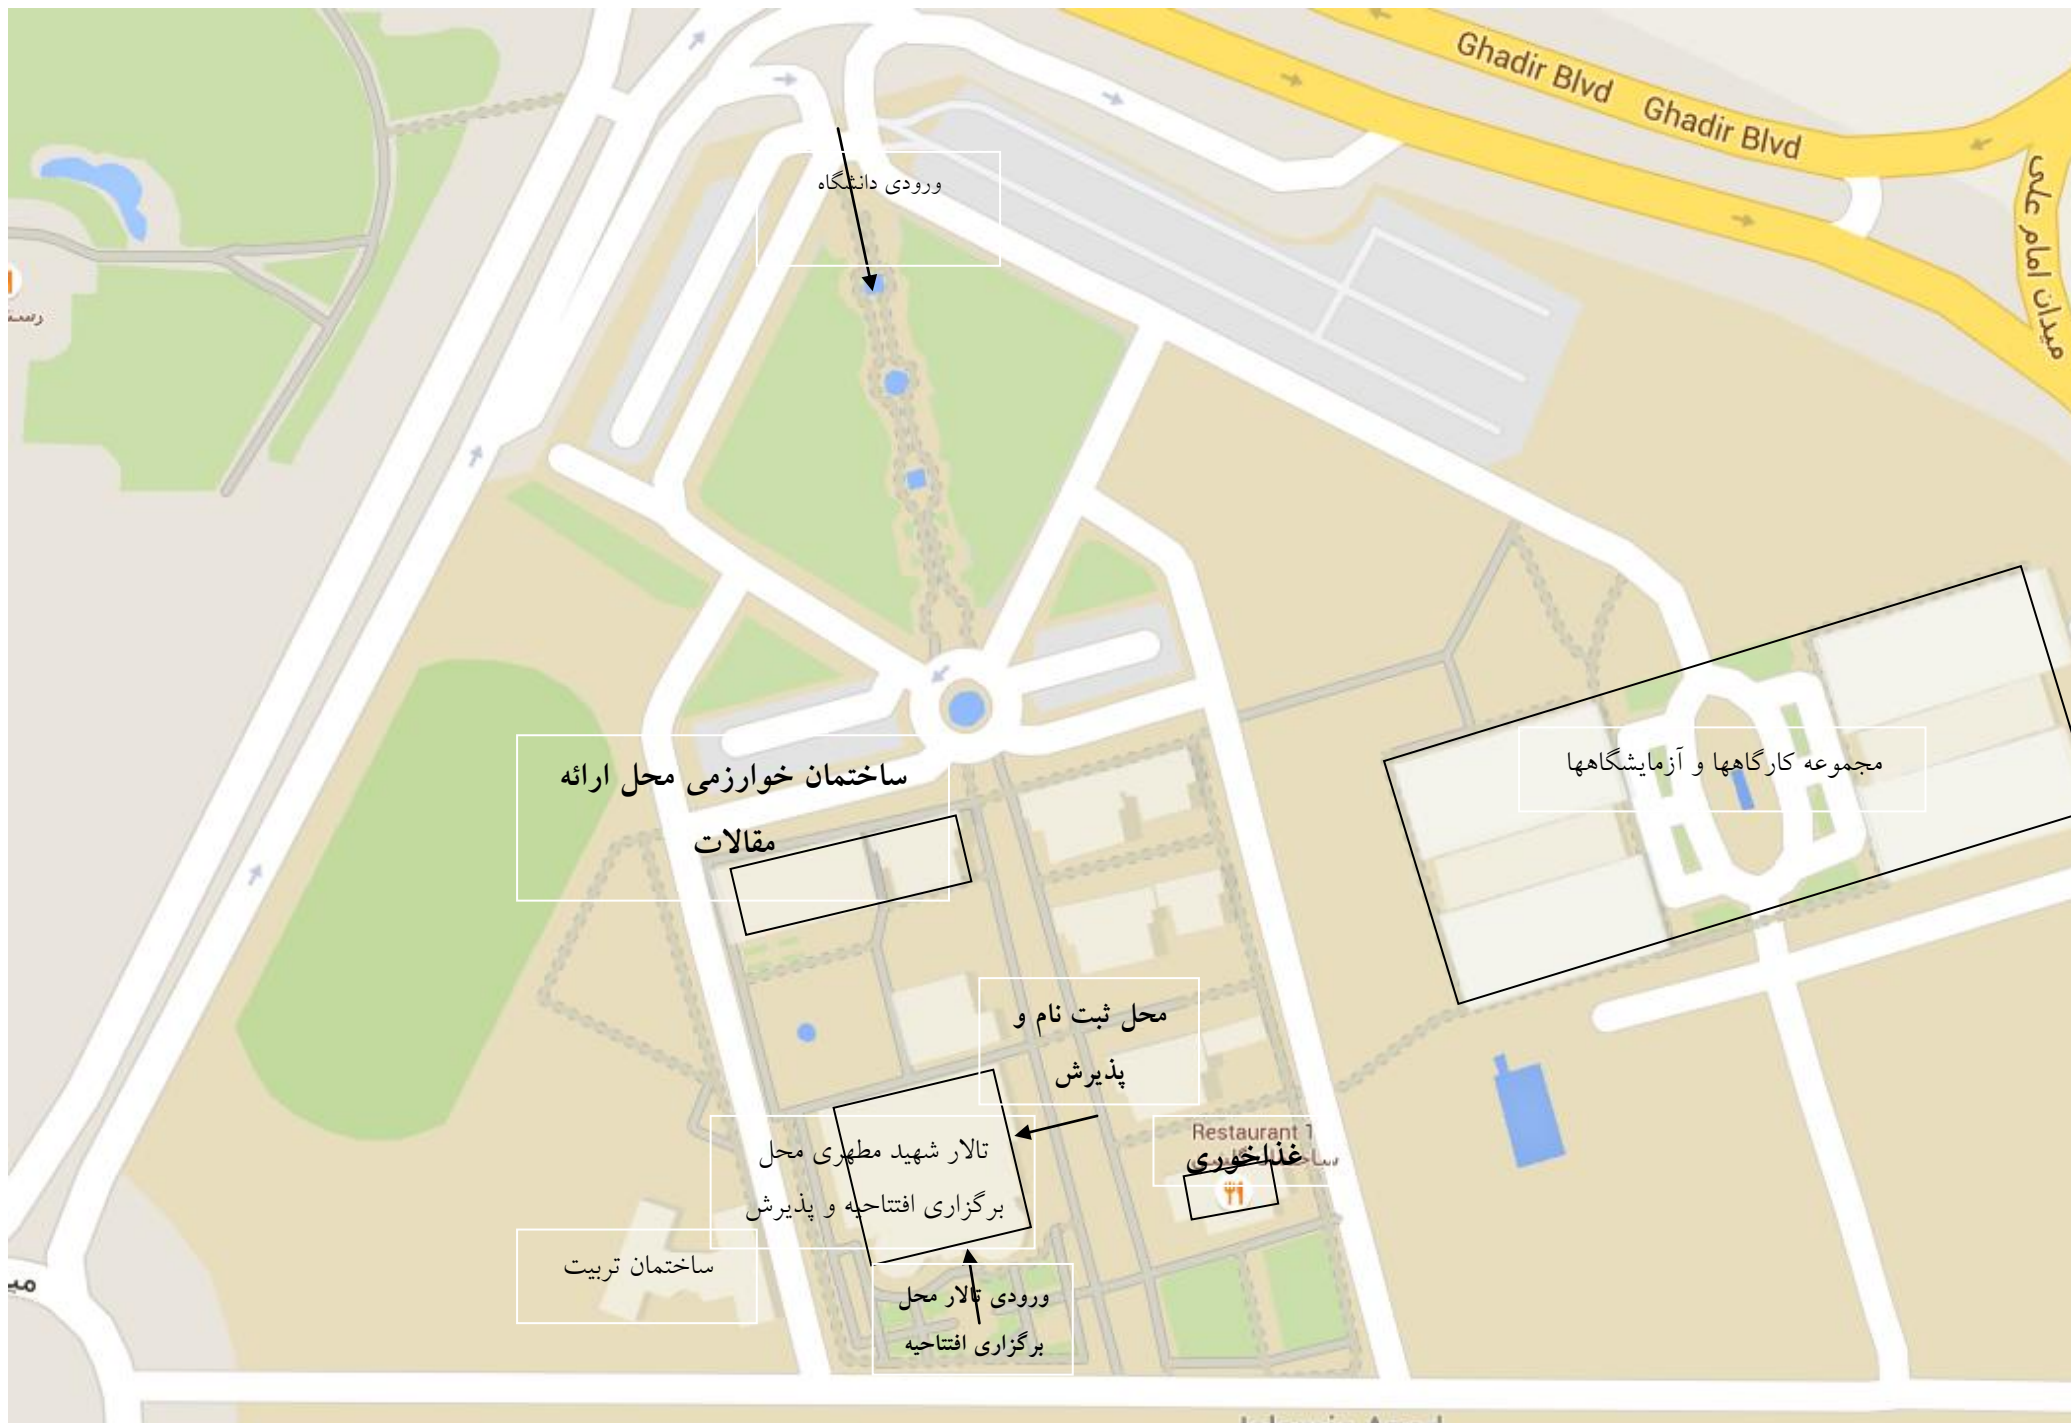 Ghadir Blvd
Ghadir Blvd
میدان امام علی
ورودی دانشگاه
ساختمان خوارزمی محل ارائه
مقالات
مجموعه کارگاهها و آزمایشگاهها
محل ثبت نام و
پذیرش
تالار شهید مطهری محل
برگزاری افتتاحیه و پذیرش
Restaurant 1
غذاخوری
ساختمان تربیت
ورودی تالار محل
برگزاری افتتاحیه